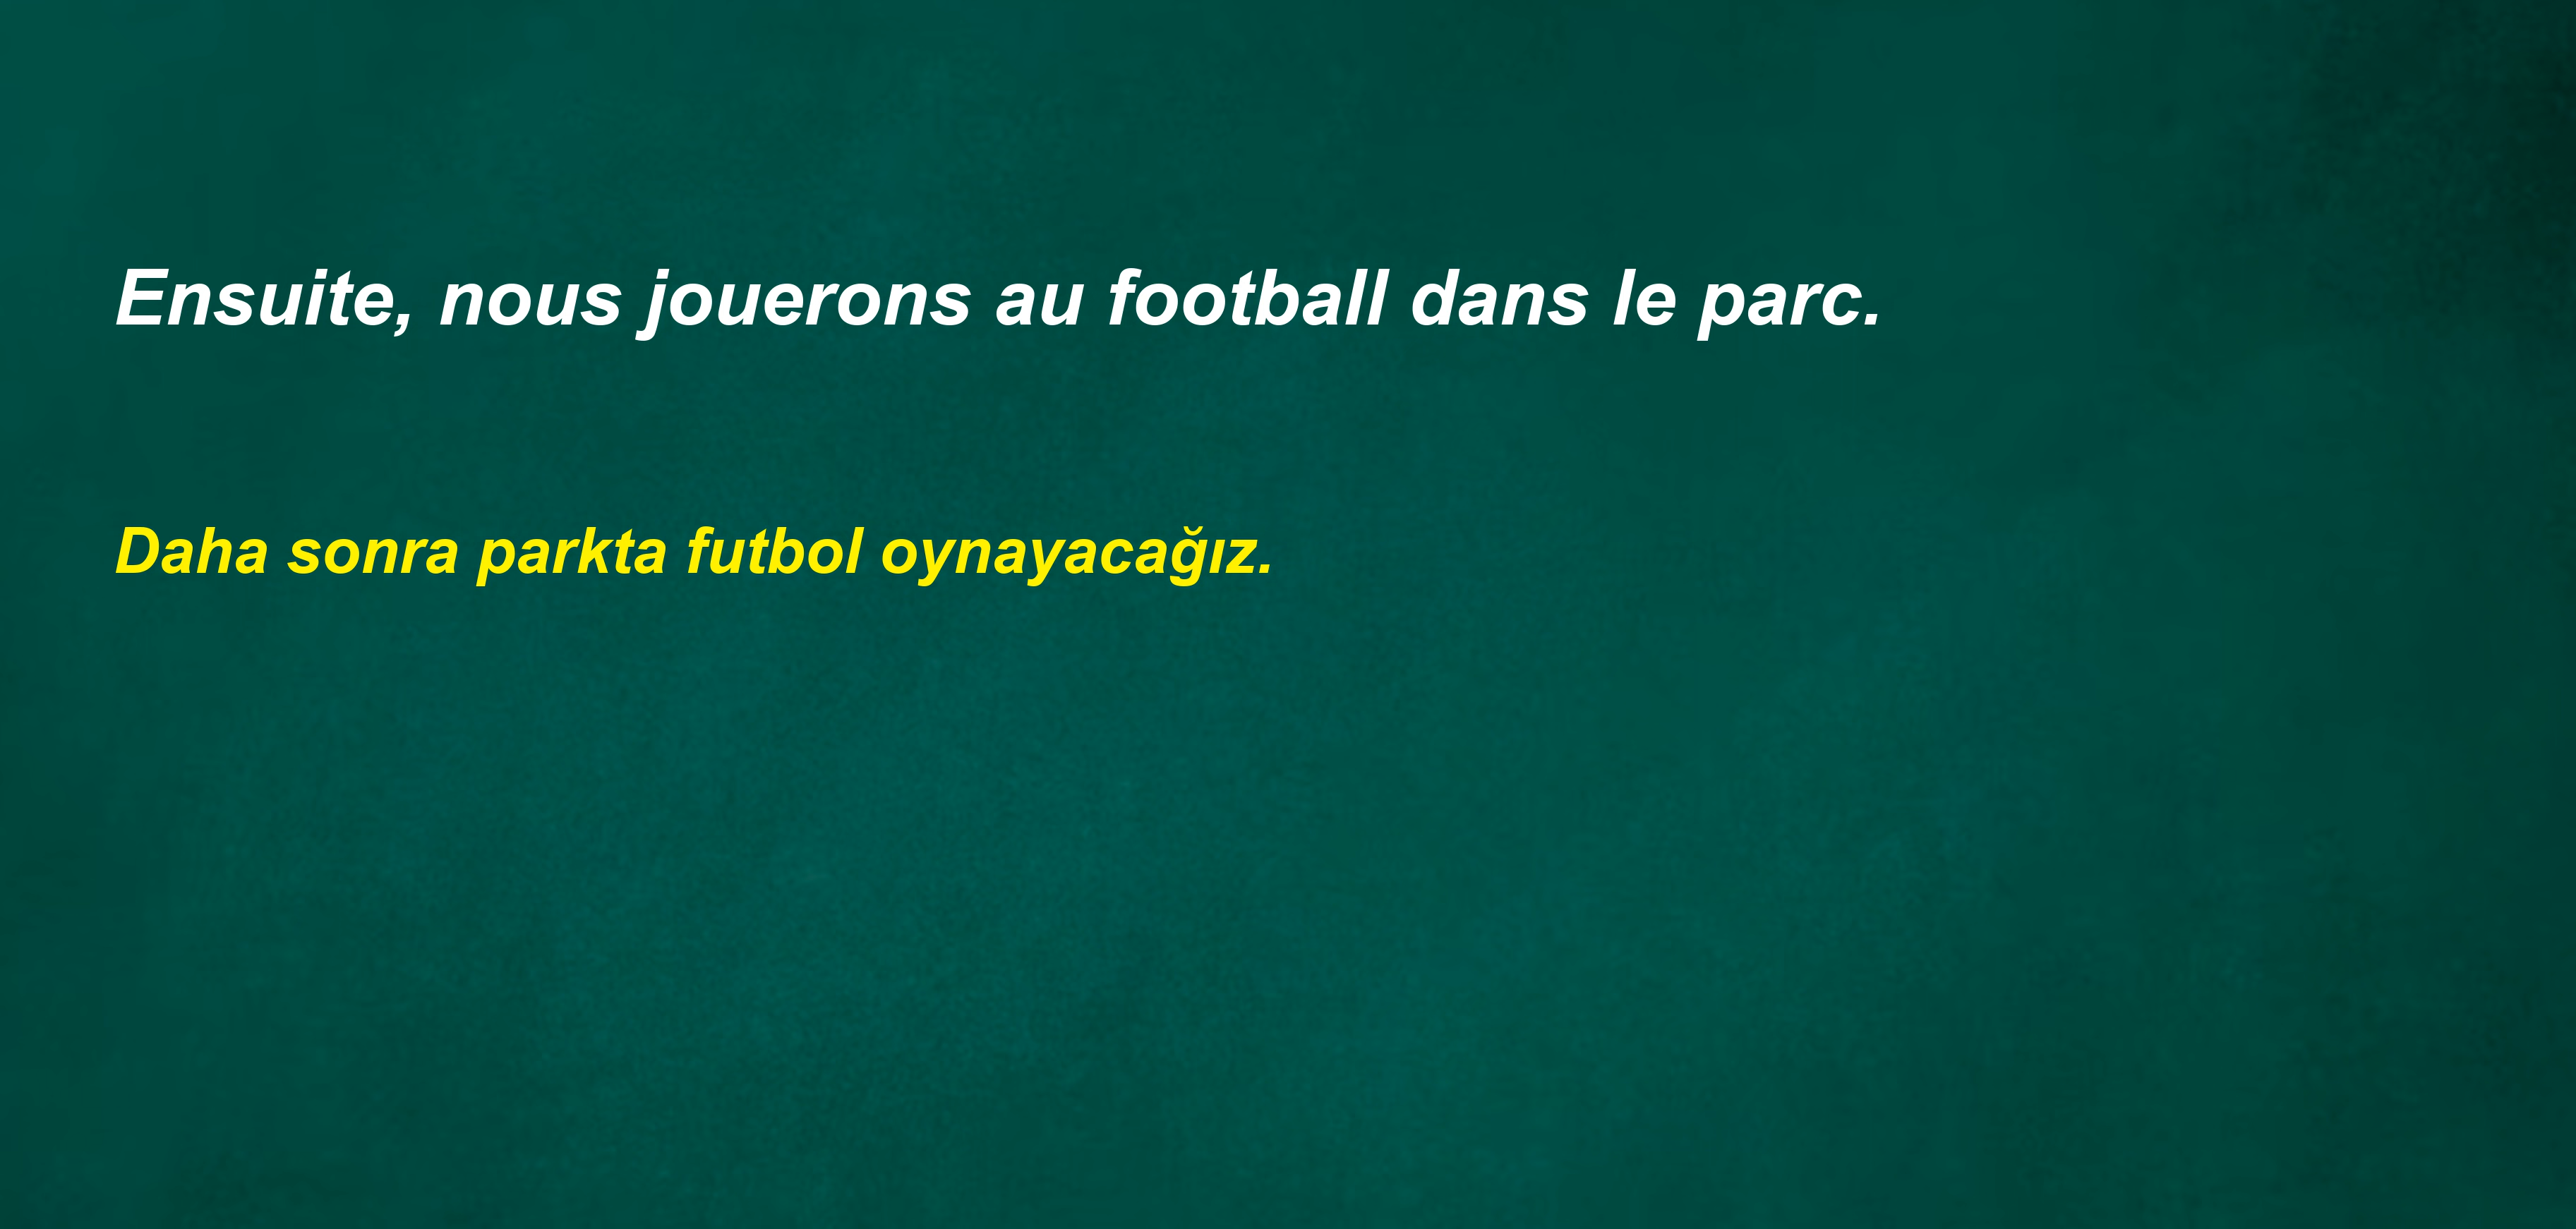 Ensuite, nous jouerons au football dans le parc.
Daha sonra parkta futbol oynayacağız.